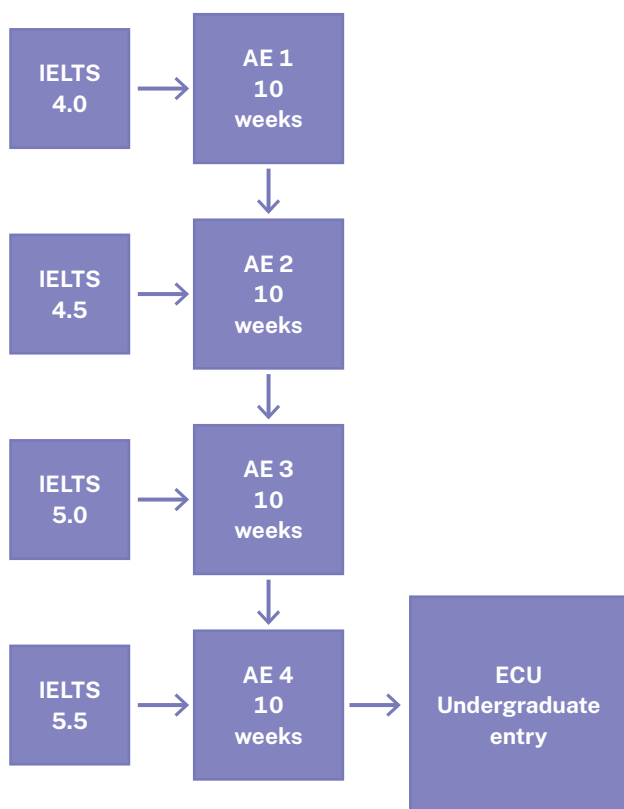 IELTS
4.0
AE 1
10
weeks
IELTS
4.5
AE 2
10
weeks
IELTS
5.0
AE 3
10
weeks
IELTS
5.5
AE 4
10
weeks
ECU
Undergraduate
entry